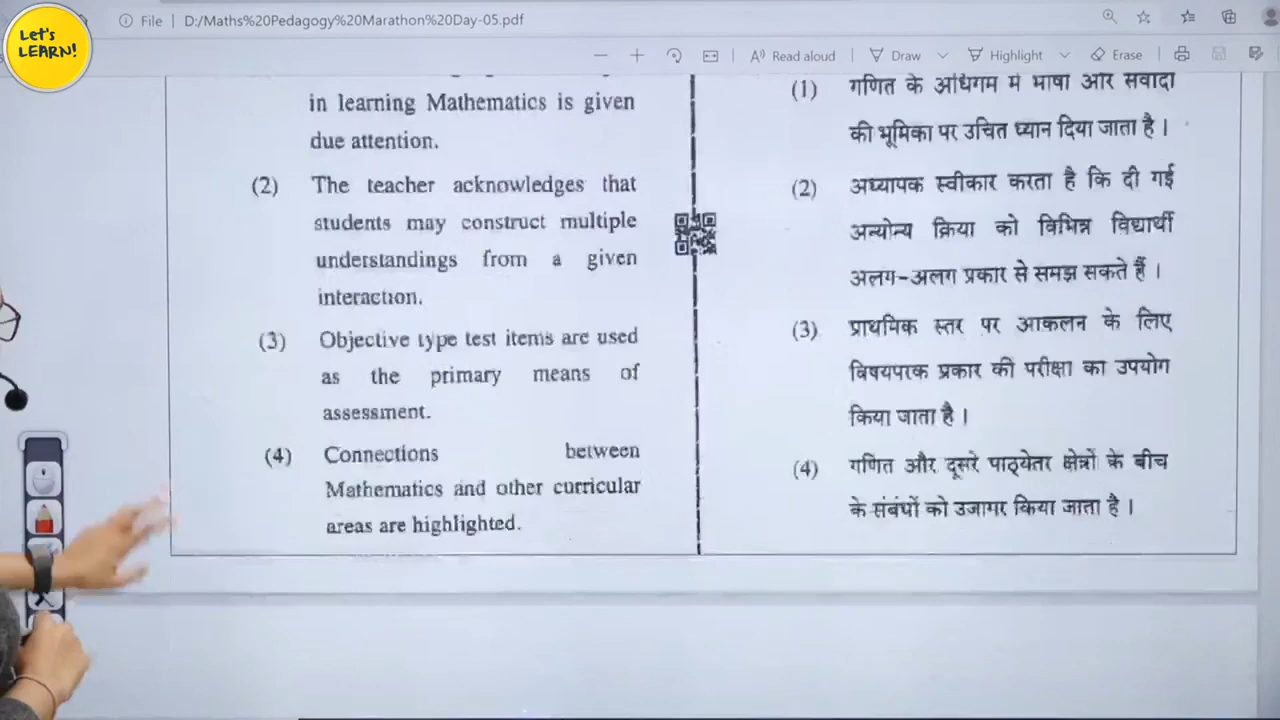 Let's
LEARN!
File | D:/Maths%20Pedagogy%20Marathon%20Day-05.pdf
Read aloud
Draw
Highlight
Erase
in learning Mathematics is given
due attention.
(2) The teacher acknowledges that
students may construct multiple
understandings from a given
interaction.
(3) Objective type test items are used
as the primary means of
assessment.
(4) Connections between
Mathematics and other curricular
areas are highlighted.
(1) गणित के अधिगम में भाषा और संवादों
की भूमिका पर उचित ध्यान दिया जाता है ।
(2) अध्यापक स्वीकार करता है कि दी गई
अन्योन्य क्रिया को विभिन्न विद्यार्थी
अलग-अलग प्रकार से समझ सकते हैं ।
(3) प्राथमिक स्तर पर आकलन के लिए
विषयपरक प्रकार की परीक्षा का उपयोग
किया जाता है ।
(4) गणित और दूसरे पाठ्येतर क्षेत्रों के बीच
के संबंधों को उजागर किया जाता है ।